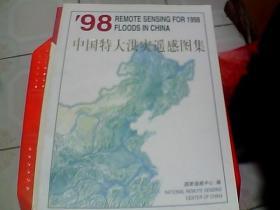 '98 REMOTE SENSING FOR 1998
FLOODS IN CHINA
中国特大洪灾遥感图集
国家遥感中心 编
NATIONAL REMOTE SENSING
CENTER OF CHINA